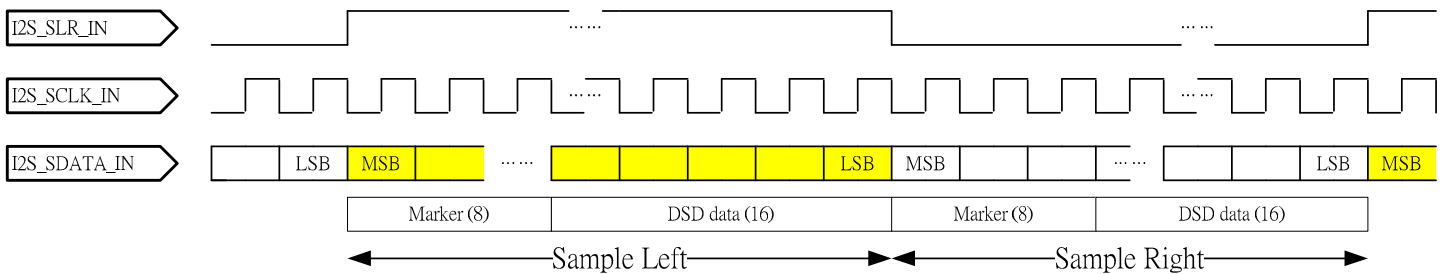 I2S_SLR_IN
... ...
... ...
I2S_SCLK_IN
... ...
... ...
I2S_SDATA_IN
LSB
MSB
... ...
LSB
MSB
... ...
LSB
MSB
Marker (8)
DSD data (16)
Marker (8)
DSD data (16)
Sample Left
Sample Right